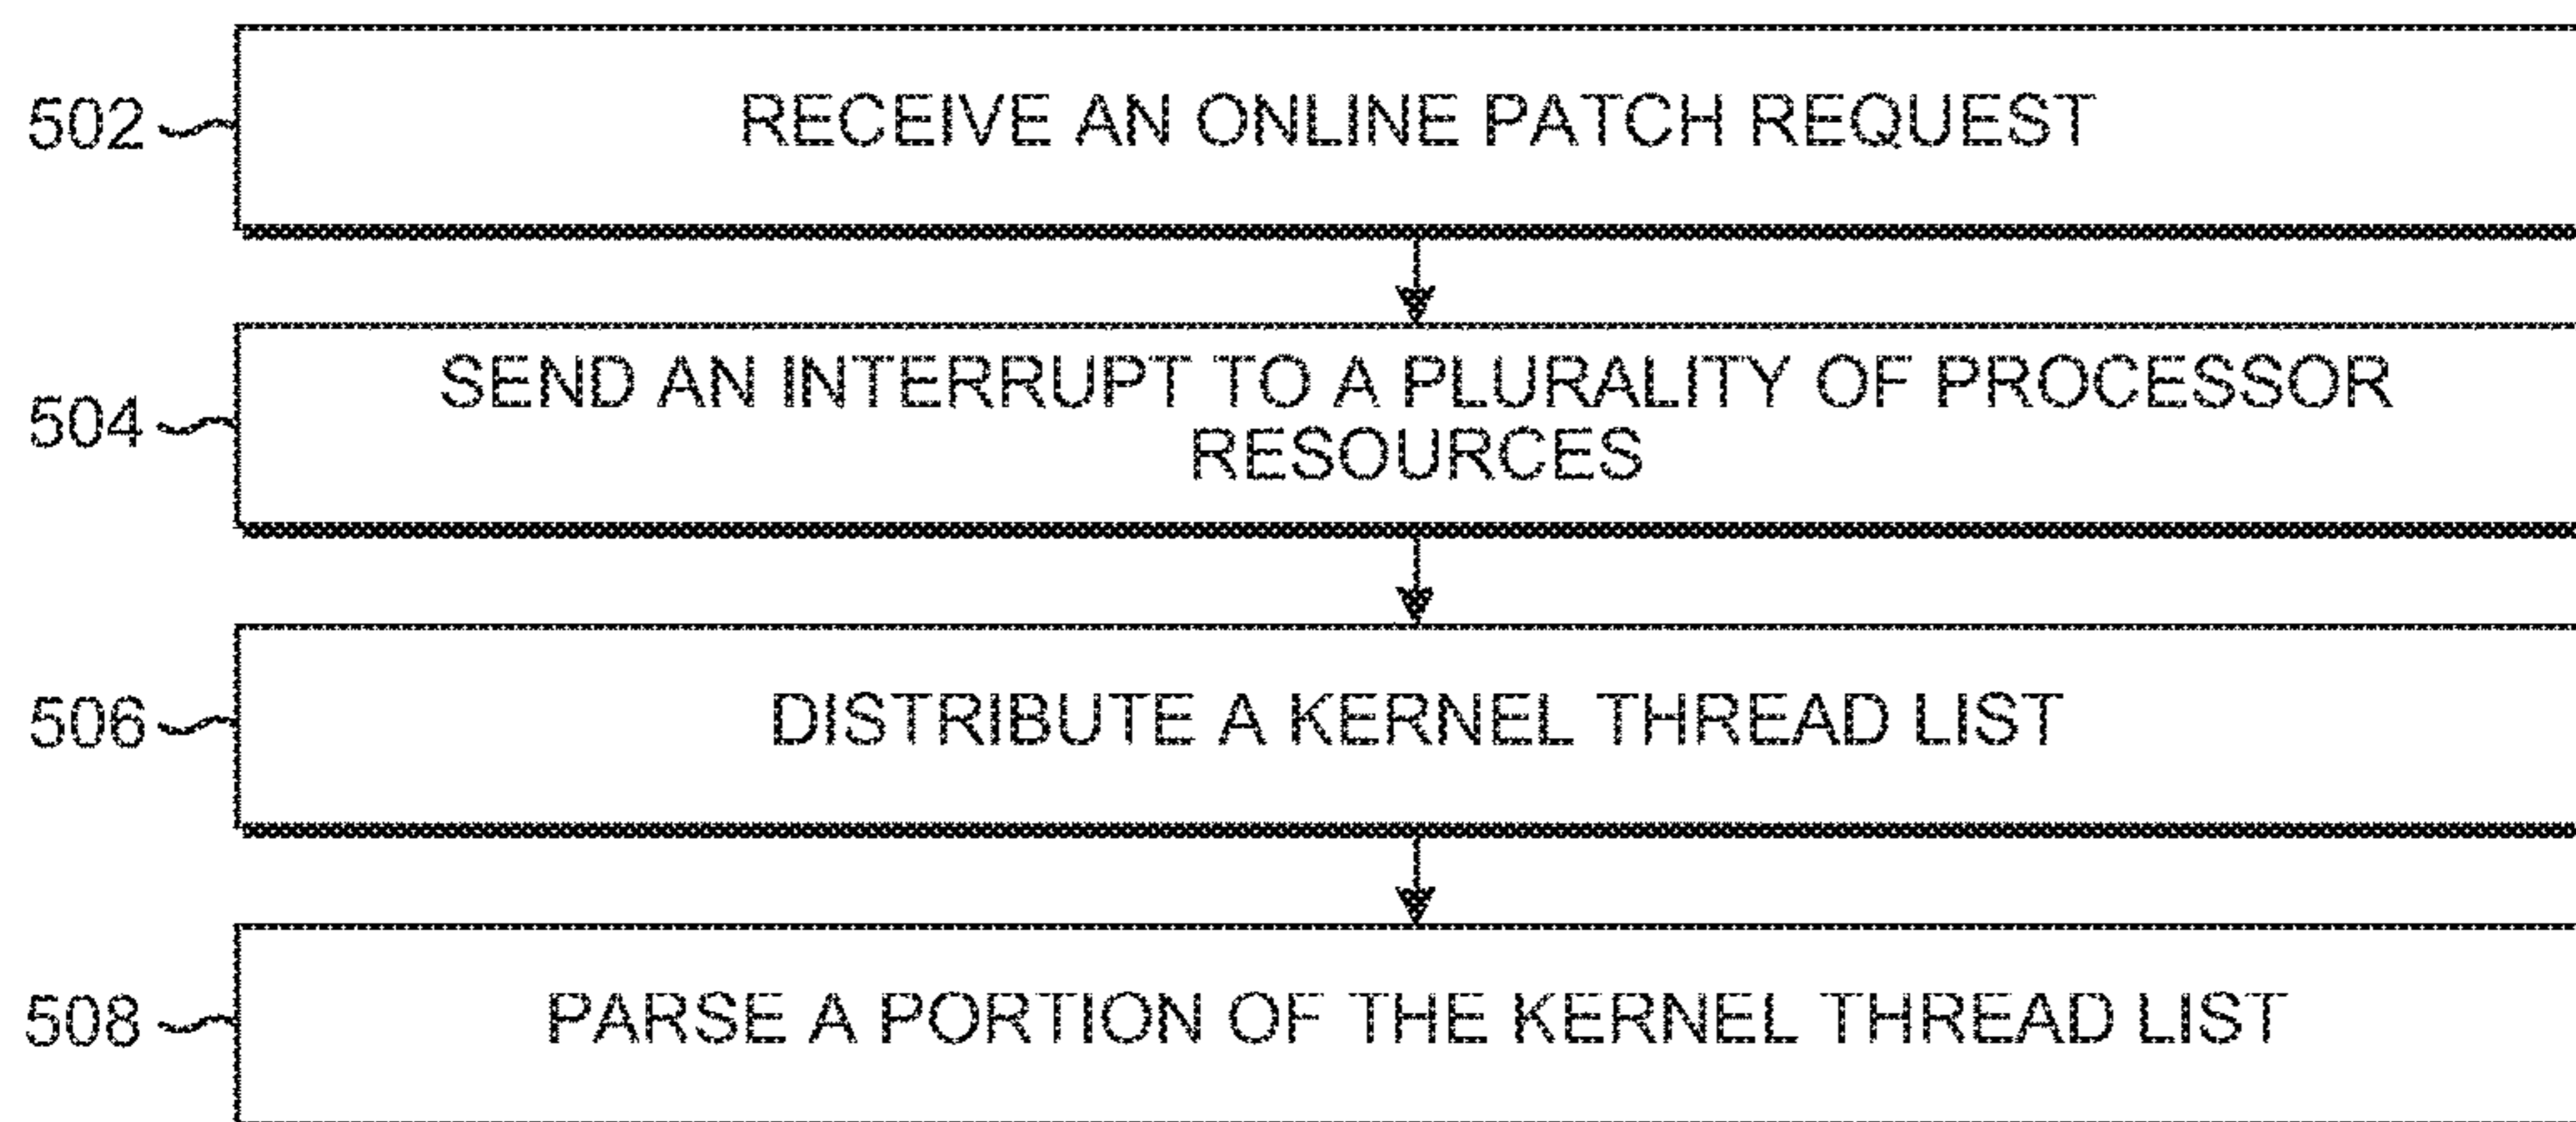 502
RECEIVE AN ONLINE PATCH REQUEST
504
SEND AN INTERRUPT TO A PLURALITY OF PROCESSOR
RESOURCES
506
DISTRIBUTE A KERNEL THREAD LIST
508
PARSE A PORTION OF THE KERNEL THREAD LIST